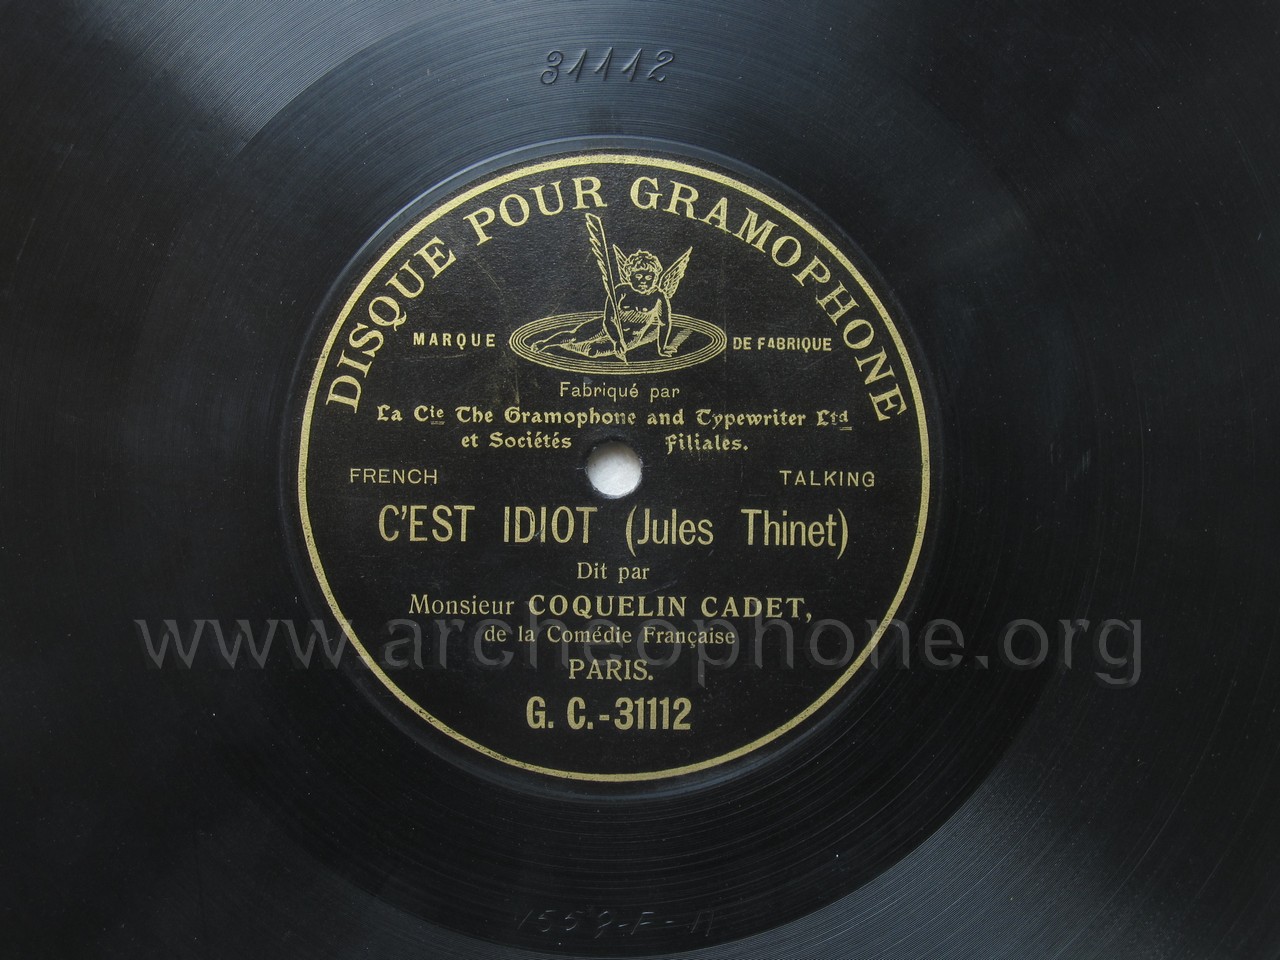 31112
DISQUE POUR GRAMOPHONE
MARQUE DE FABRIQUE
Fabriqué par
La Cie The Gramophone and Typewriter Ltd
et Sociétés filiales.
FRENCH TALKING
C'EST IDIOT (Jules Thinet)
Dit par
Monsieur COQUELIN CADET,
de la Comédie Française
www.archeophone.org
PARIS.
G. C.-31112